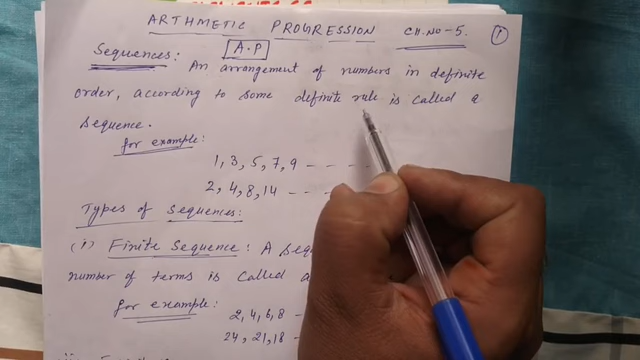 ARTHMETIC PROGRESSION CH.NO-5.
①
A.P
Sequences: An arrangement of numbers in definite
order, according to some definite rule is called a
sequence.
for example:
1, 3, 5, 7, 9 - - - -
2, 4, 8, 14 - - -
Types of Sequences:
(i) Finite Sequence: A
number of terms is called
for example:
2, 4, 6, 8 -
24, 21, 18 -